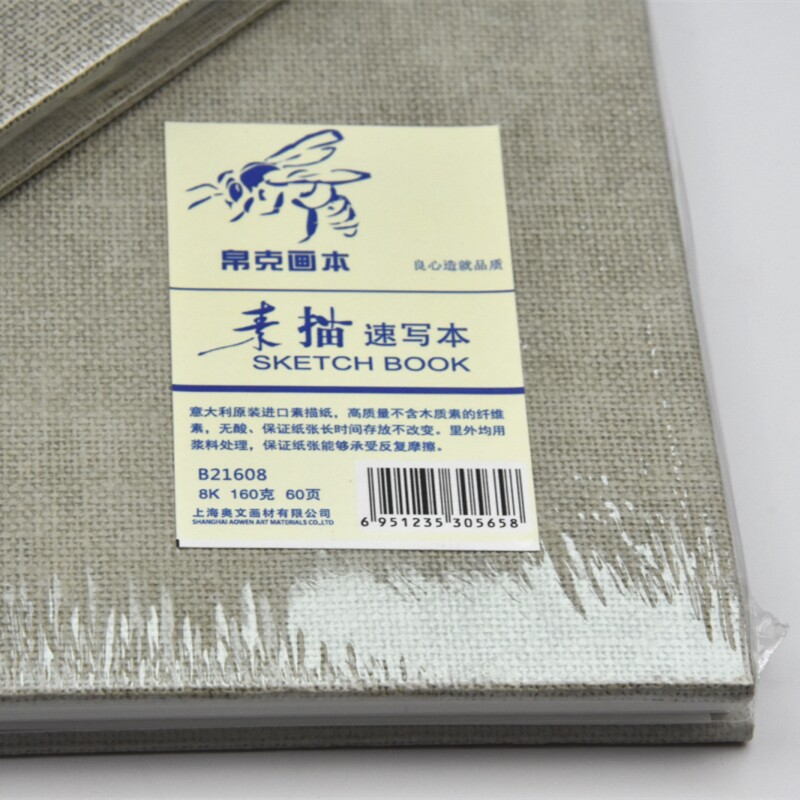 帛克画本
良心造就品质
素描 速写本
SKETCH BOOK
意大利原装进口素描纸，高质量不含木质素的纤维
素，无酸、保证纸张长时间存放不改变。里外均用
浆料处理，保证纸张能够承受反复摩擦。
B21608
8K 160克 60页
上海奥文画材有限公司
SHANGHAI AOWEN ART MATERIALS CO.,LTD
6 951235 305658